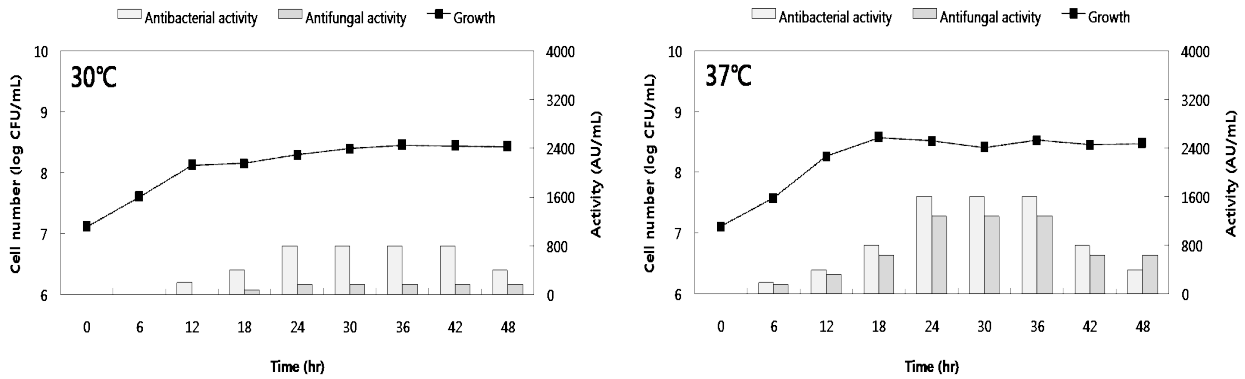 Antibacterial activity Antifungal activity Growth
30℃
Cell number (log CFU/mL)
10
9
8
7
6
4000
3200
2400
1600
800
0
Activity (AU/mL)
0 6 12 18 24 30 36 42 48
Time (hr)
Antibacterial activity Antifungal activity Growth
37℃
Cell number (log CFU/mL)
10
9
8
7
6
4000
3200
2400
1600
800
0
Activity (AU/mL)
0 6 12 18 24 30 36 42 48
Time (hr)